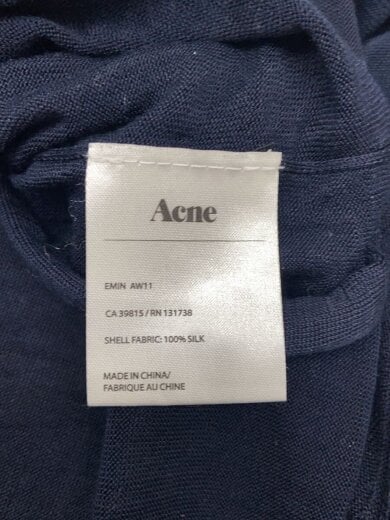 Acne
EMIN AW11
CA 39815 / RN 131738
SHELL FABRIC: 100% SILK
MADE IN CHINA/
FABRIQUE AU CHINE